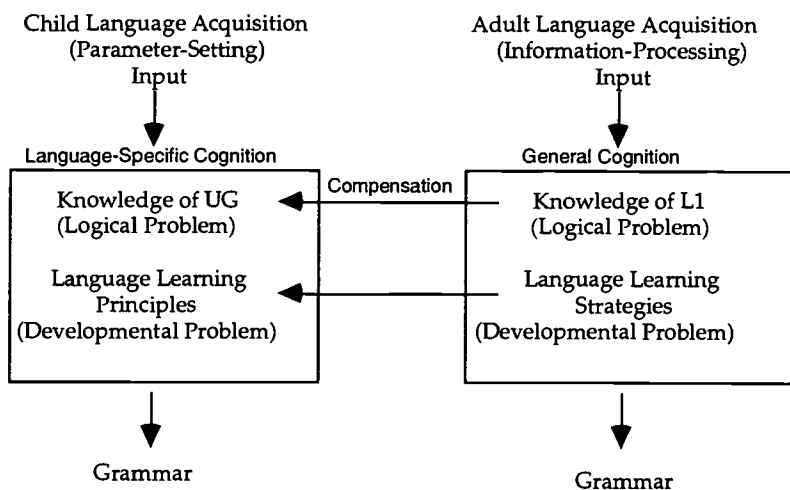 Child Language Acquisition
(Parameter-Setting)
Input
Language-Specific Cognition
Knowledge of UG
(Logical Problem)
Language Learning
Principles
(Developmental Problem)
Grammar
Compensation
Adult Language Acquisition
(Information-Processing)
Input
General Cognition
Knowledge of L1
(Logical Problem)
Language Learning
Strategies
(Developmental Problem)
Grammar